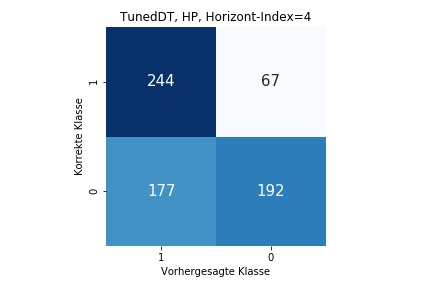 TunedDT, HP, Horizont-Index=4
Korrekte Klasse
1
244
67
0
177
192
1
0
Vorhergesagte Klasse